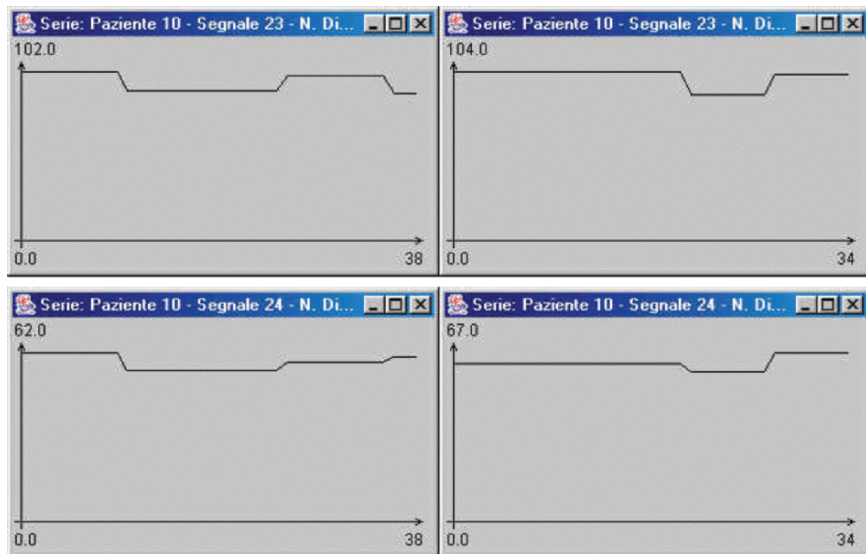 Serie: Paziente 10 - Segnale 23 - N. Di...
102.0
0.0 38
Serie: Paziente 10 - Segnale 23 - N. Di...
104.0
0.0 34
Serie: Paziente 10 - Segnale 24 - N. Di...
62.0
0.0 38
Serie: Paziente 10 - Segnale 24 - N. Di...
67.0
0.0 34